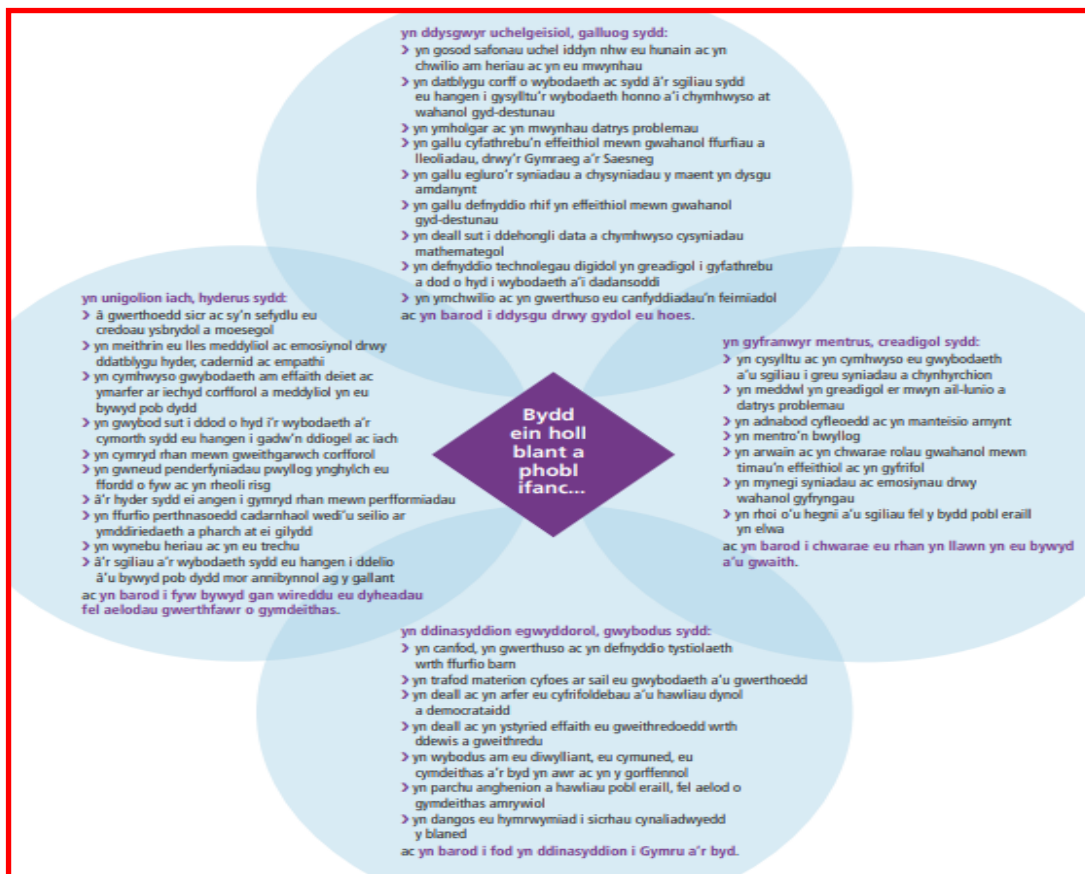 yn ddysgwyr uchelgeisiol, galluog sydd:
› yn gosod safonau uchel iddyn nhw eu hunain ac yn
chwilio am heriau ac yn eu mwynhau
› yn datblygu corff o wybodaeth ac sydd â'r sgiliau sydd
eu hangen i gysylltu'r wybodaeth honno a'i chymhwyso at
wahanol gyd-destunau
› yn ymholgar ac yn mwynhau datrys problemau
› yn gallu cyfathrebu'n effeithiol mewn gwahanol ffurfiau a
lleoliadau, drwy'r Gymraeg a'r Saesneg
› yn gallu egluro'r syniadau a chysyniadau y maent yn dysgu
amdanynt
› yn gallu defnyddio rhif yn effeithiol mewn gwahanol
gyd-destunau
› yn deall sut i ddehongli data a chymhwyso cysyniadau
mathemategol
› yn defnyddio technolegau digidol yn greadigol i gyfathrebu
a dod o hyd i wybodaeth a'i dadansoddi
› yn ymchwilio ac yn gwerthuso eu canfyddiadau'n feirniadol
ac yn barod i ddysgu drwy gydol eu hoes.
yn unigolion iach, hyderus sydd:
› â gwerthoedd sicr ac sy'n sefydlu eu
credoau ysbrydol a moesegol
› yn meithrin eu lles meddyliol ac emosiynol drwy
ddatblygu hyder, cadernid ac empathi
› yn cymhwyso gwybodaeth am effaith deiet ac
ymarfer ar iechyd corfforol a meddyliol yn eu
bywyd pob dydd
› yn gwybod sut i ddod o hyd i'r wybodaeth a'r
cymorth sydd eu hangen i gadw'n ddiogel ac iach
› yn cymryd rhan mewn gweithgarwch corfforol
› yn gwneud penderfyniadau pwyllog ynghylch eu
ffordd o fyw ac yn rheoli risg
› â'r hyder sydd ei angen i gymryd rhan mewn perfformiadau
› yn ffurfio perthnasoedd cadarnhaol wedi'u seilio ar
ymddiriedaeth a pharch at ei gilydd
› yn wynebu heriau ac yn eu trechu
› â'r sgiliau a'r wybodaeth sydd eu hangen i ddelio
â'u bywyd pob dydd mor annibynnol ag y gallant
ac yn barod i fyw bywyd gan wireddu eu dyheadau
fel aelodau gwerthfawr o gymdeithas.
Bydd
ein holl
blant a
phobl
ifanc...
yn gyfranwyr mentrus, creadigol sydd:
› yn cysylltu ac yn cymhwyso eu gwybodaeth
a'u sgiliau i greu syniadau a chynhyrchion
› yn meddwl yn greadigol er mwyn ail-lunio a
datrys problemau
› yn adnabod cyfleoedd ac yn manteisio arnynt
› yn mentro'n bwyllog
› yn arwain ac yn chwarae rolau gwahanol mewn
timau'n effeithiol ac yn gyfrifol
› yn mynegi syniadau ac emosiynau drwy
wahanol gyfryngau
› yn rhoi o'u hegni a'u sgiliau fel y bydd pobl eraill
yn elwa
ac yn barod i chwarae eu rhan yn llawn yn eu bywyd
a'u gwaith.
yn ddinasyddion egwyddorol, gwybodus sydd:
› yn canfod, yn gwerthuso ac yn defnyddio tystiolaeth
wrth ffurfio barn
› yn trafod materion cyfoes ar sail eu gwybodaeth a'u gwerthoedd
› yn deall ac yn arfer eu cyfrifoldebau a'u hawliau dynol
a democrataidd
› yn deall ac yn ystyried effaith eu gweithredoedd wrth
ddewis a gweithredu
› yn wybodus am eu diwylliant, eu cymuned, eu
cymdeithas a'r byd yn awr ac yn y gorffennol
› yn parchu anghenion a hawliau pobl eraill, fel aelod o
gymdeithas amrywiol
› yn dangos eu hymrwymiad i sicrhau cynaliadwyedd
y blaned
ac yn barod i fod yn ddinasyddion i Gymru a'r byd.